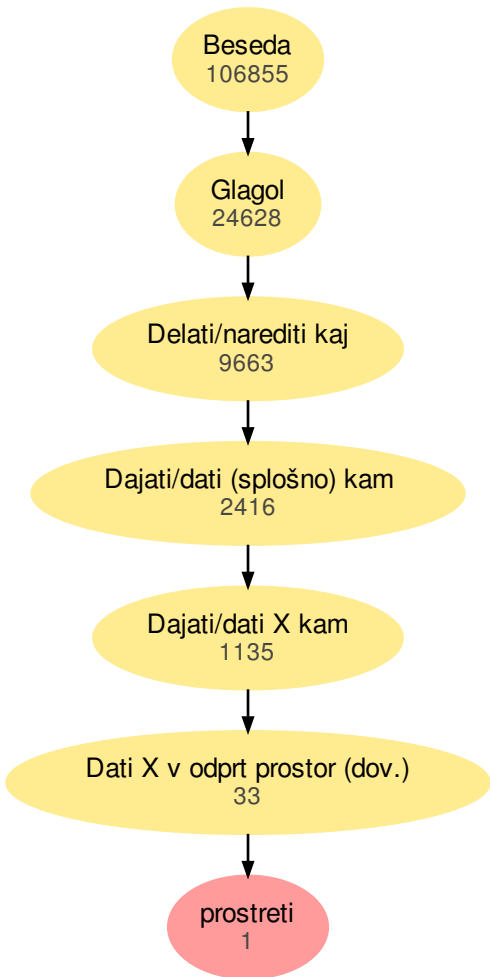 Beseda
106855
Glagol
24628
Delati/narediti kaj
9663
Dajati/dati (splošno) kam
2416
Dajati/dati X kam
1135
Dati X v odprt prostor (dov.)
33
prostreti
1